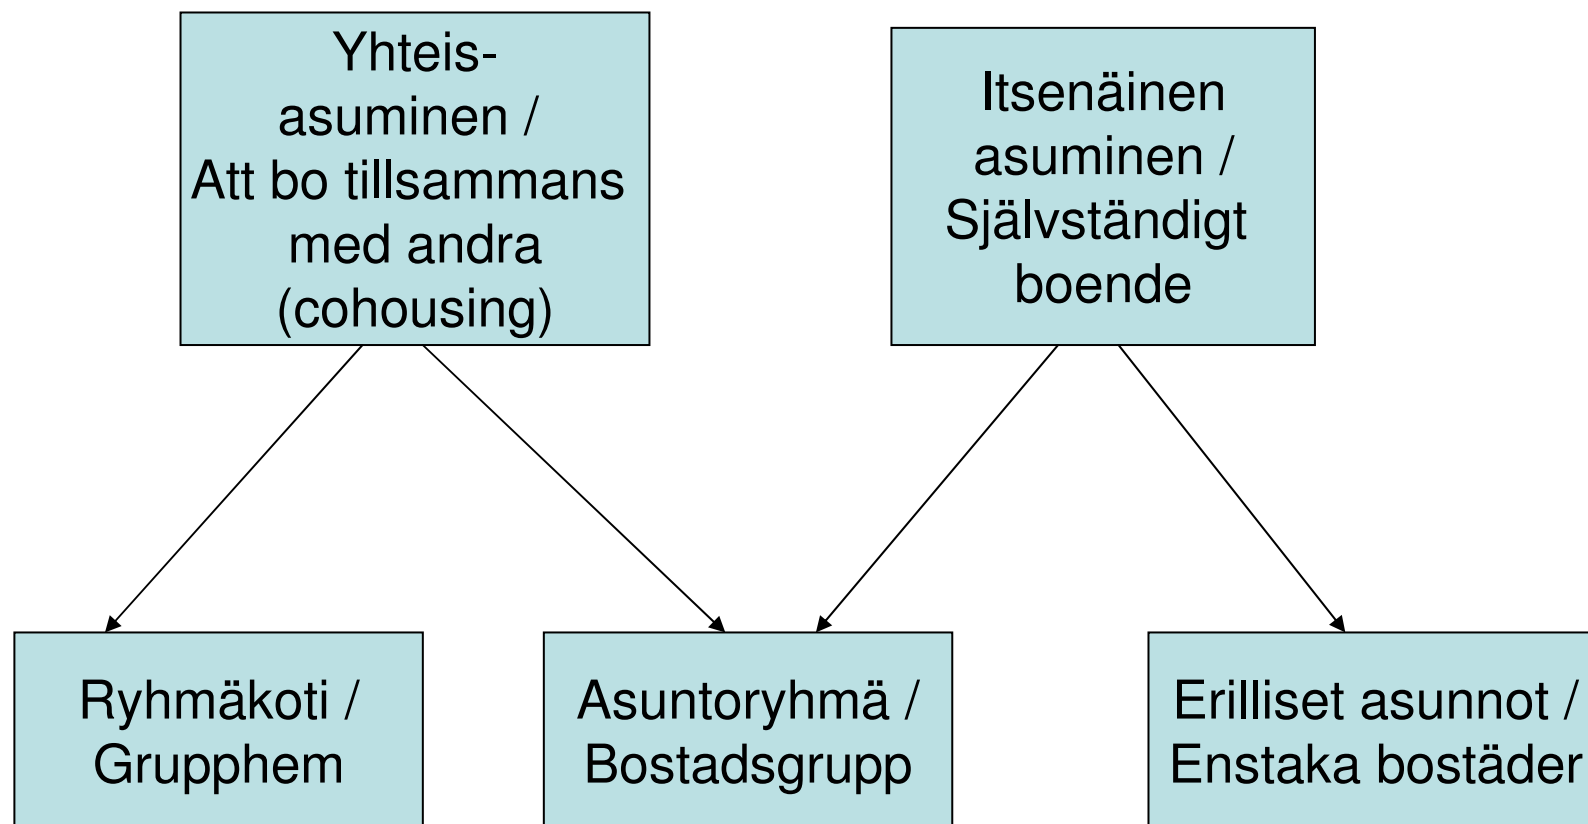 Yhteis-
asuminen /
Att bo tillsammans
med andra
(cohousing)
Itsenäinen
asuminen /
Självständigt
boende
Ryhmäkoti /
Grupphem
Asuntoryhmä /
Bostadsgrupp
Erilliset asunnot /
Enstaka bostäder